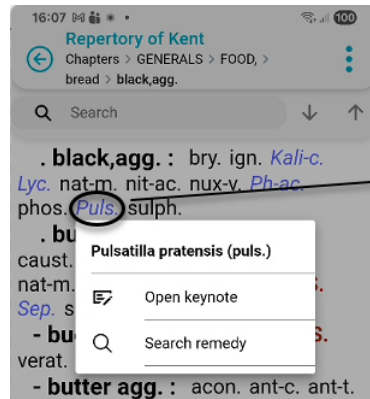 16:07 100
Repertory of Kent
Chapters > GENERALS > FOOD, >
bread > black,agg.
Search
. black,agg. : bry. ign. Kali-c.
Lyc. nat-m. nit-ac. nux-v. Ph-ac.
phos. Puls. sulph.
. bu
caust.
Pulsatilla pratensis (puls.)
nat-m.
Open keynote
Sep. s
- bu
Search remedy
S.
verat.
- butter agg. : acon. ant-c. ant-t.